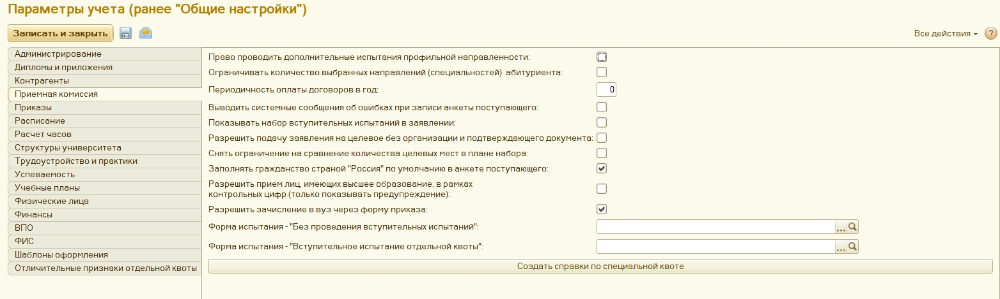 Параметры учета (ранее "Общие настройки")
Записать и закрыть
Все действия
?
Администрирование
Дипломы и приложения
Контрагенты
Приемная комиссия
Приказы
Расписание
Расчет часов
Структуры университета
Трудоустройство и практики
Успеваемость
Учебные планы
Физические лица
Финансы
ВПО
ФИС
Шаблоны оформления
Отличительные признаки отдельной квоты
Право проводить дополнительные испытания профильной направленности:
Ограничивать количество выбранных направлений (специальностей) абитуриента:
Периодичность оплаты договоров в год: 0
Выводить системные сообщения об ошибках при записи анкеты поступающего:
Показывать набор вступительных испытаний в заявлении:
Разрешить подачу заявления на целевое без организации и подтверждающего документа:
Снять ограничение на сравнение количества целевых мест в плане набора:
Заполнять гражданство страной "Россия" по умолчанию в анкете поступающего:
Разрешить прием лиц, имеющих высшее образование, в рамках
контрольных цифр (только показывать предупреждение):
Разрешить зачисление в вуз через форму приказа:
Форма испытания - "Без проведения вступительных испытаний": ...
Форма испытания - "Вступительное испытание отдельной квоты": ...
Создать справки по специальной квоте